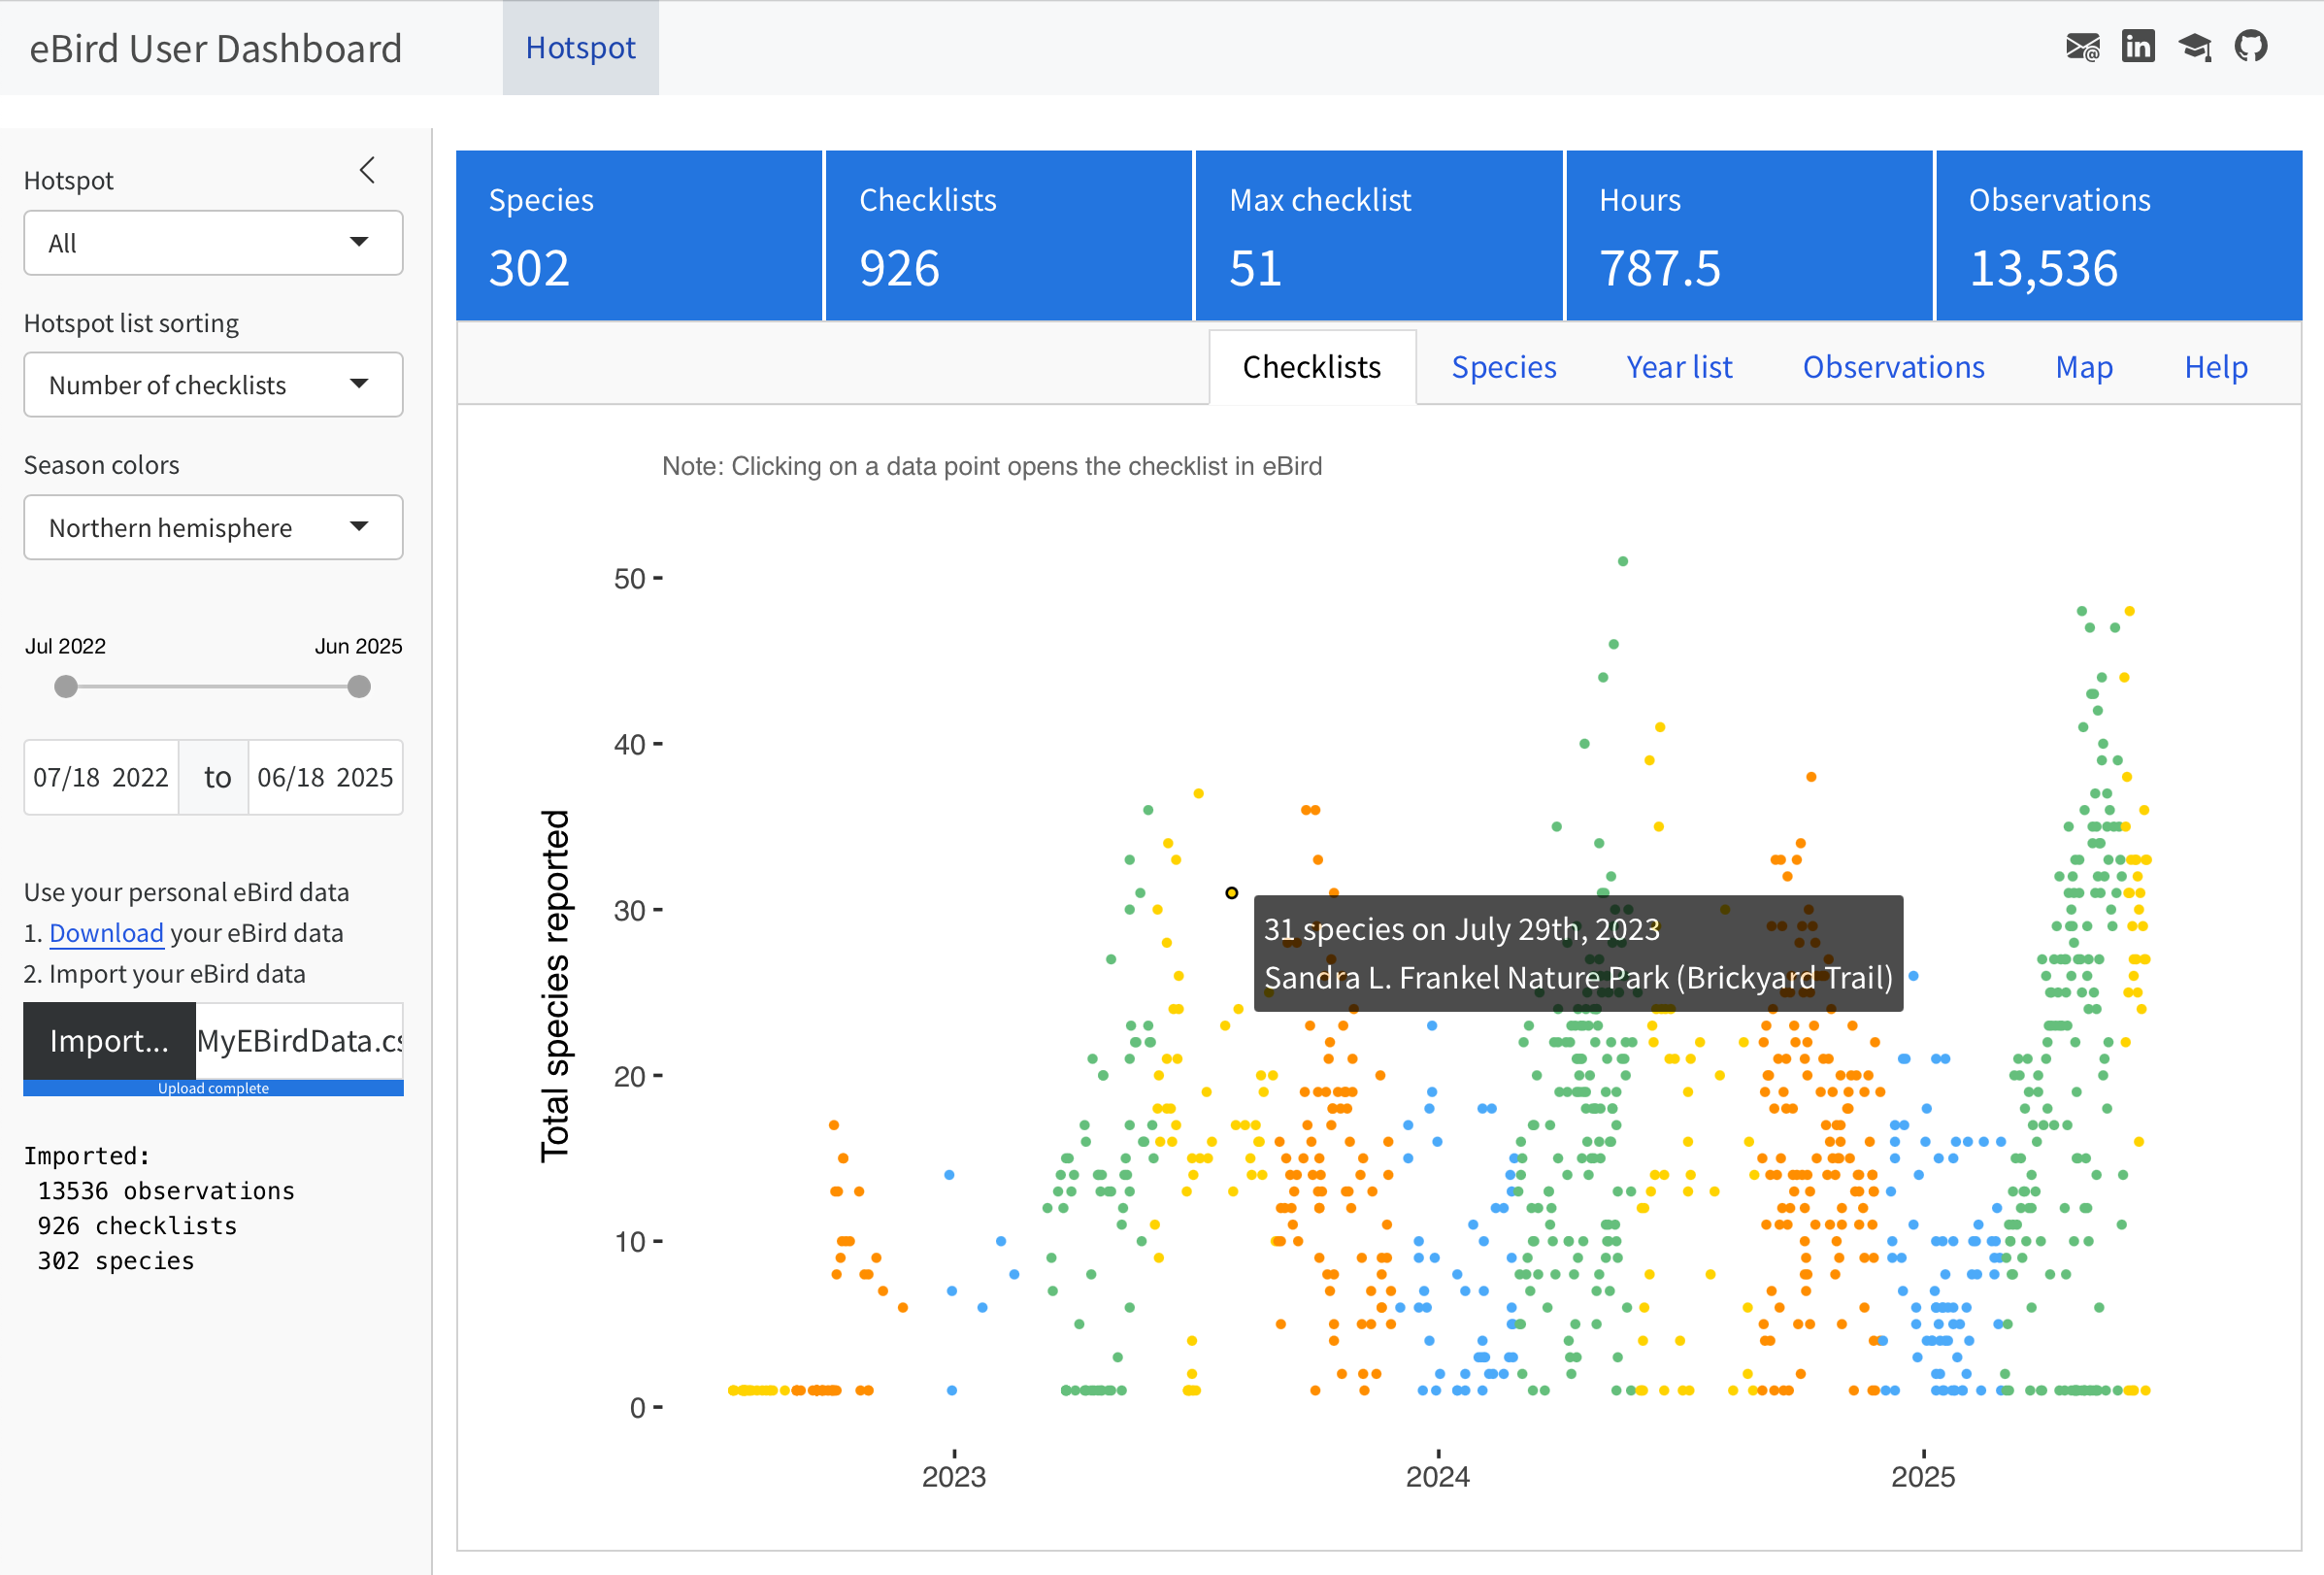 eBird User Dashboard
Hotspot
Hotspot
All
Hotspot list sorting
Number of checklists
Season colors
Northern hemisphere
Jul 2022
Jun 2025
07/18 2022 to 06/18 2025
Use your personal eBird data
1. Download your eBird data
2. Import your eBird data
Import... MyEBirdData.cs
Upload complete
Imported:
13536 observations
926 checklists
302 species
Species
302
Checklists
926
Max checklist
51
Hours
787.5
Observations
13,536
Checklists
Species
Year list
Observations
Map
Help
Note: Clicking on a data point opens the checklist in eBird
Total species reported
50
40
30
20
10
0
31 species on July 29th, 2023
Sandra L. Frankel Nature Park (Brickyard Trail)
2023
2024
2025